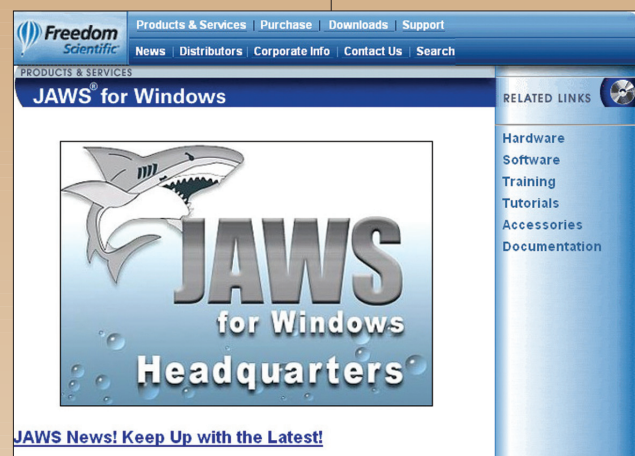 Freedom
Scientific
Products & Services | Purchase | Downloads | Support
News | Distributors | Corporate Info | Contact Us | Search
PRODUCTS & SERVICES
JAWS® for Windows
JAWS
for Windows
Headquarters
JAWS News! Keep Up with the Latest!
RELATED LINKS
Hardware
Software
Training
Tutorials
Accessories
Documentation